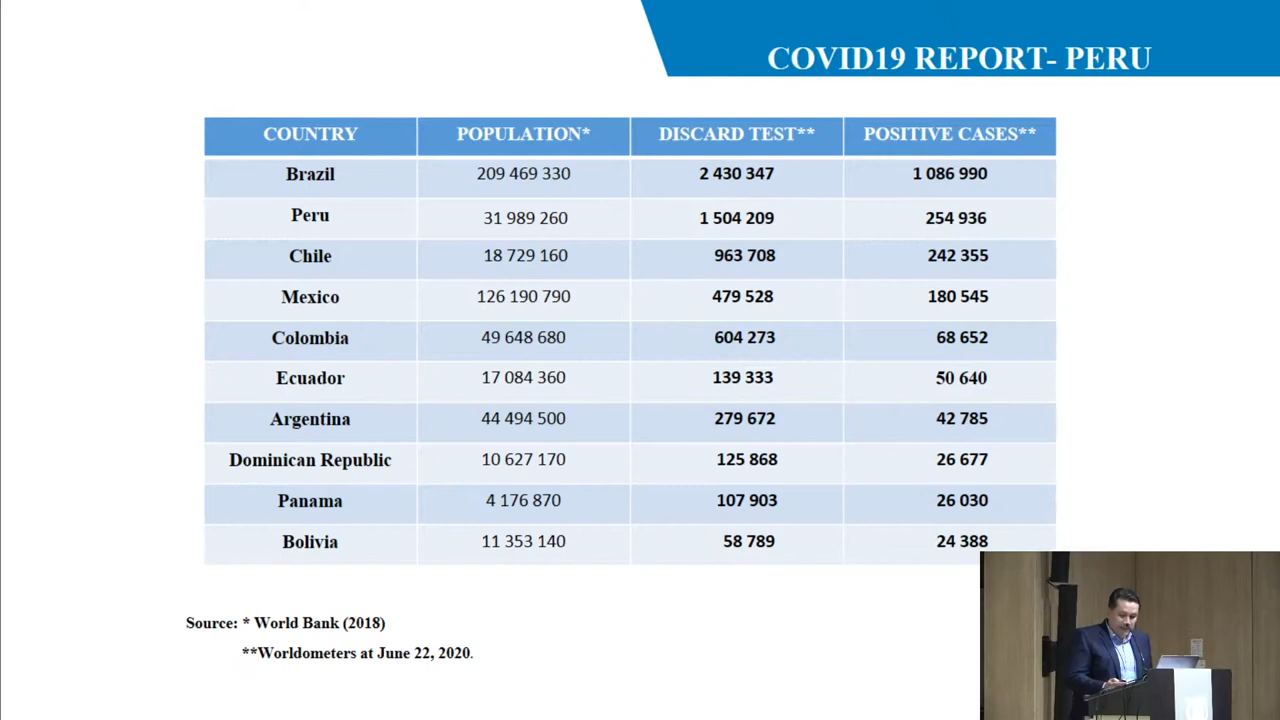 COVID19 REPORT- PERU
COUNTRY POPULATION* DISCARD TEST** POSITIVE CASES**
Brazil 209 469 330 2 430 347 1 086 990
Peru 31 989 260 1 504 209 254 936
Chile 18 729 160 963 708 242 355
Mexico 126 190 790 479 528 180 545
Colombia 49 648 680 604 273 68 652
Ecuador 17 084 360 139 333 50 640
Argentina 44 494 500 279 672 42 785
Dominican Republic 10 627 170 125 868 26 677
Panama 4 176 870 107 903 26 030
Bolivia 11 353 140 58 789 24 388
Source: * World Bank (2018)
**Worldometers at June 22, 2020.